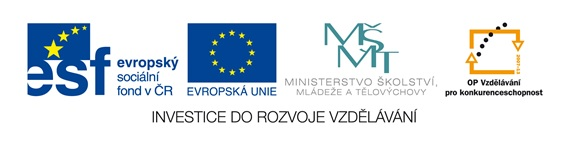 esf
evropský
sociální
fond v ČR
EVROPSKÁ UNIE
MŠMT
MINISTERSTVO ŠKOLSTVÍ,
MLÁDEŽE A TĚLOVÝCHOVY
OP Vzdělávání
pro konkurenceschopnost
INVESTICE DO ROZVOJE VZDĚLÁVÁNÍ